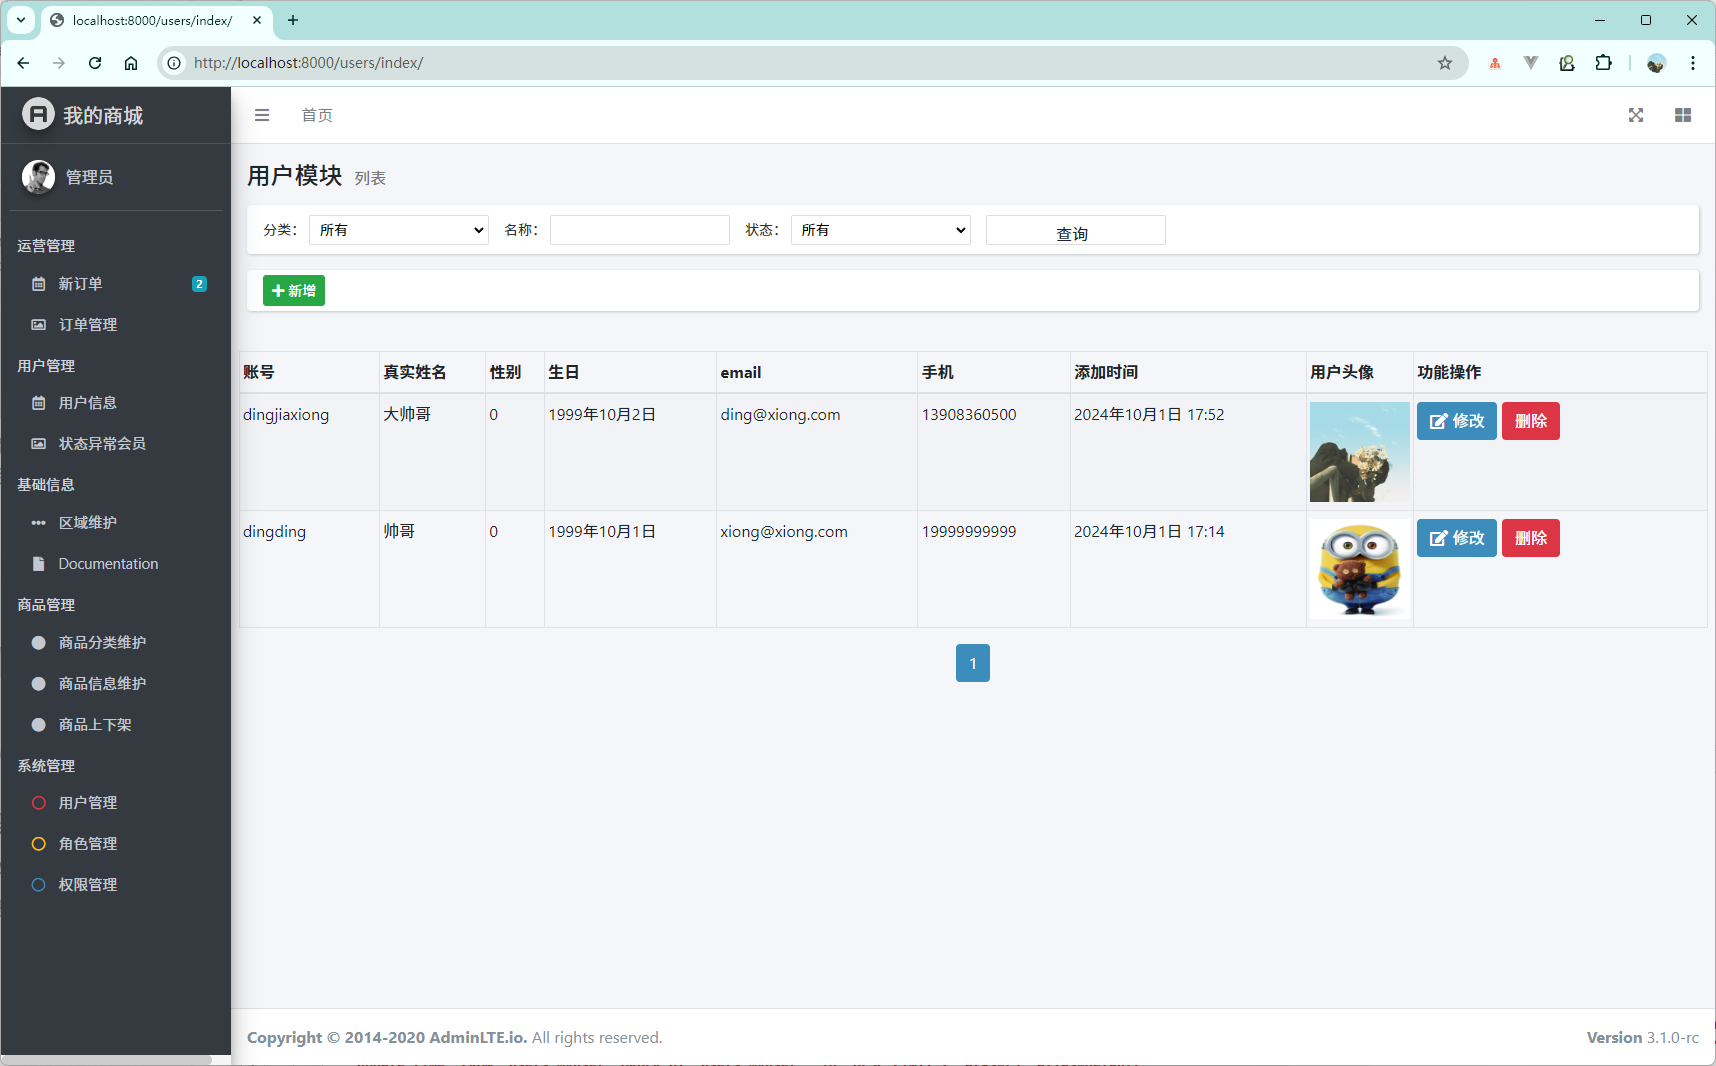 localhost:8000/users/index/
http://localhost:8000/users/index/
我的商城
首页
管理员
用户模块 列表
分类： 所有 名称： 状态： 所有 查询
新增
运营管理
新订单 2
订单管理
用户管理
用户信息
状态异常会员
基础信息
区域维护
Documentation
商品管理
商品分类维护
商品信息维护
商品上下架
系统管理
用户管理
角色管理
权限管理
账号 真实姓名 性别 生日 email 手机 添加时间 用户头像 功能操作
dingjiaxiong 大帅哥 0 1999年10月2日 ding@xiong.com 13908360500 2024年10月1日 17:52 修改 删除
dingding 帅哥 0 1999年10月1日 xiong@xiong.com 19999999999 2024年10月1日 17:14 修改 删除
1
Copyright © 2014-2020 AdminLTE.io. All rights reserved.
Version 3.1.0-rc